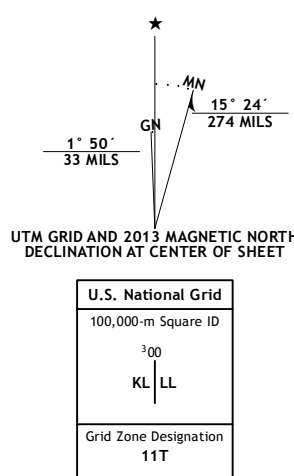 ★
MN
GN
15° 24´
274 MILS
1° 50´
33 MILS
UTM GRID AND 2013 MAGNETIC NORTH
DECLINATION AT CENTER OF SHEET
U.S. National Grid
100,000-m Square ID
³00
KL LL
Grid Zone Designation
11T